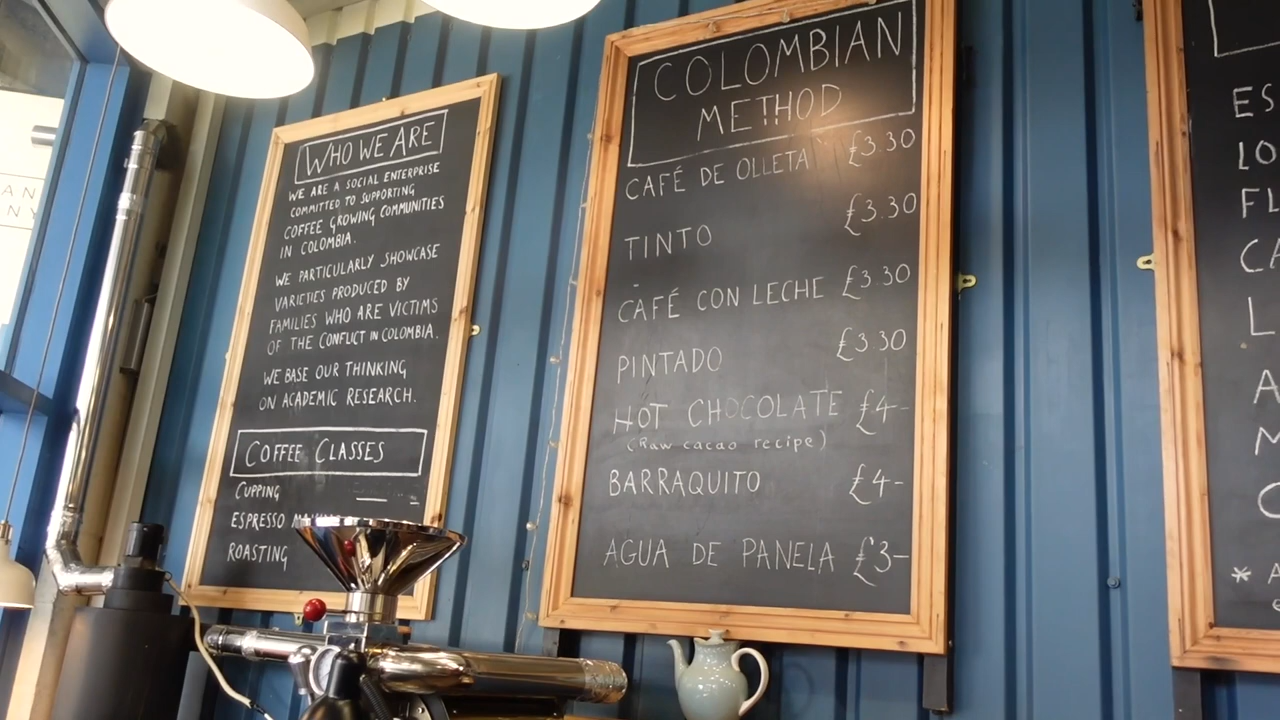 WHO WE ARE
WE ARE A SOCIAL ENTERPRISE
COMMITTED TO SUPPORTING
COFFEE GROWING COMMUNITIES
IN COLOMBIA.
WE PARTICULARLY SHOWCASE
VARIETIES PRODUCED BY
FAMILIES WHO ARE VICTIMS
OF THE CONFLICT IN COLOMBIA.
WE BASE OUR THINKING
ON ACADEMIC RESEARCH.
COFFEE CLASSES
CUPPING
ESPRESSO
ROASTING
COLOMBIAN
METHOD
CAFÉ DE OLLETA £3.30
TINTO £3.30
CAFÉ CON LECHE £3.30
PINTADO £3.30
HOT CHOCOLATE £4-
(Raw cacao recipe)
BARRAQUITO £4-
AGUA DE PANELA £3-